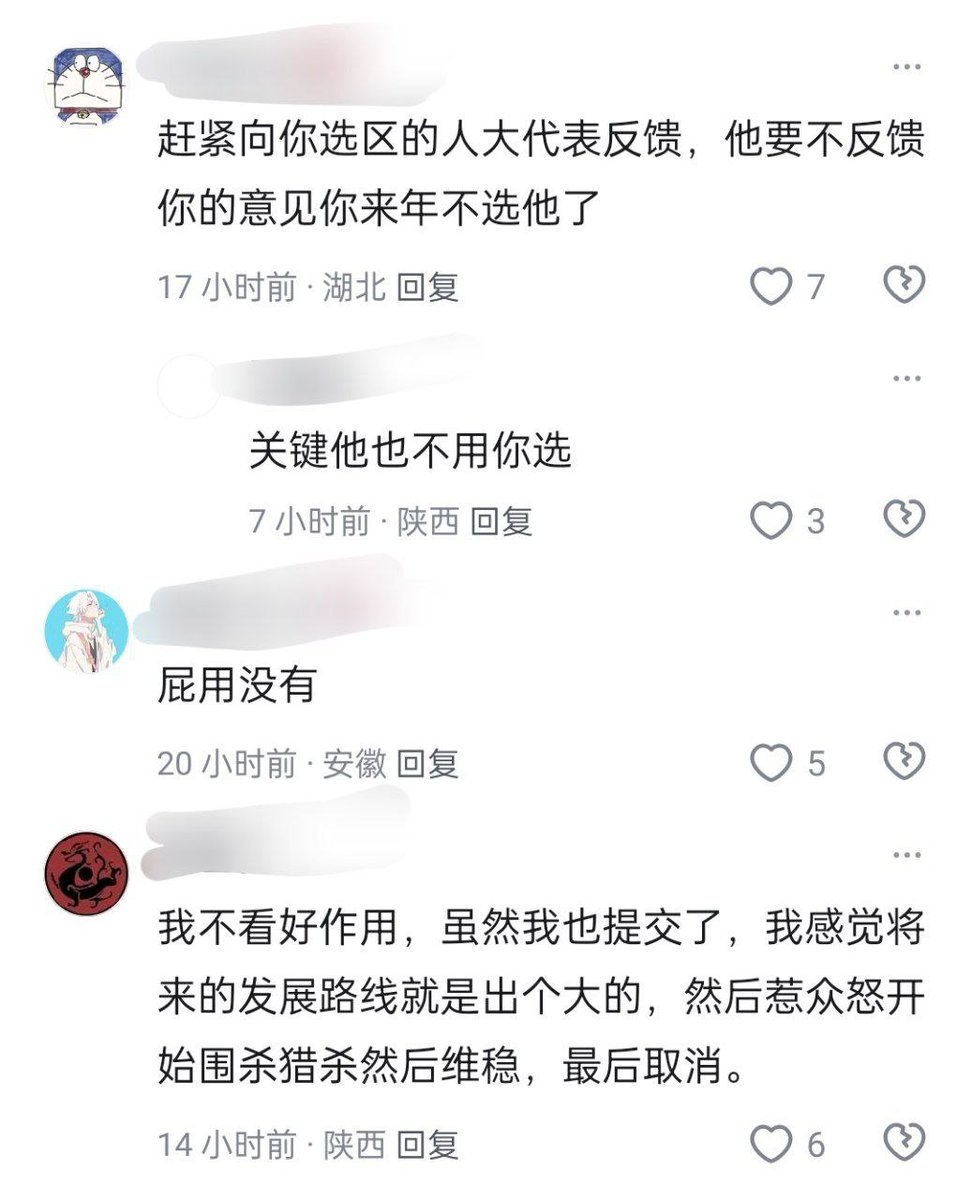 赶紧向你选区的人大代表反馈，他要不反馈
你的意见你来年不选他了
17 小时前 · 湖北 回复
7
关键他也不用你选
7 小时前 · 陕西 回复
3
屁用没有
20 小时前 · 安徽 回复
5
我不看好作用，虽然我也提交了，我感觉将
来的发展路线就是出个大的，然后惹众怒开
始围杀猎杀然后维稳，最后取消。
14 小时前 · 陕西 回复
6